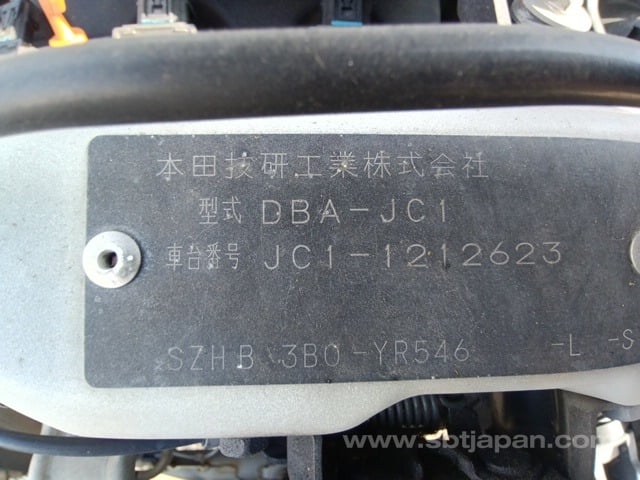 本田技研工業株式会社
型式 DBA-JC1
車台番号 JC1-1212623
SZHB 3B0-YR546 -L -S
www.sbtjapan.com